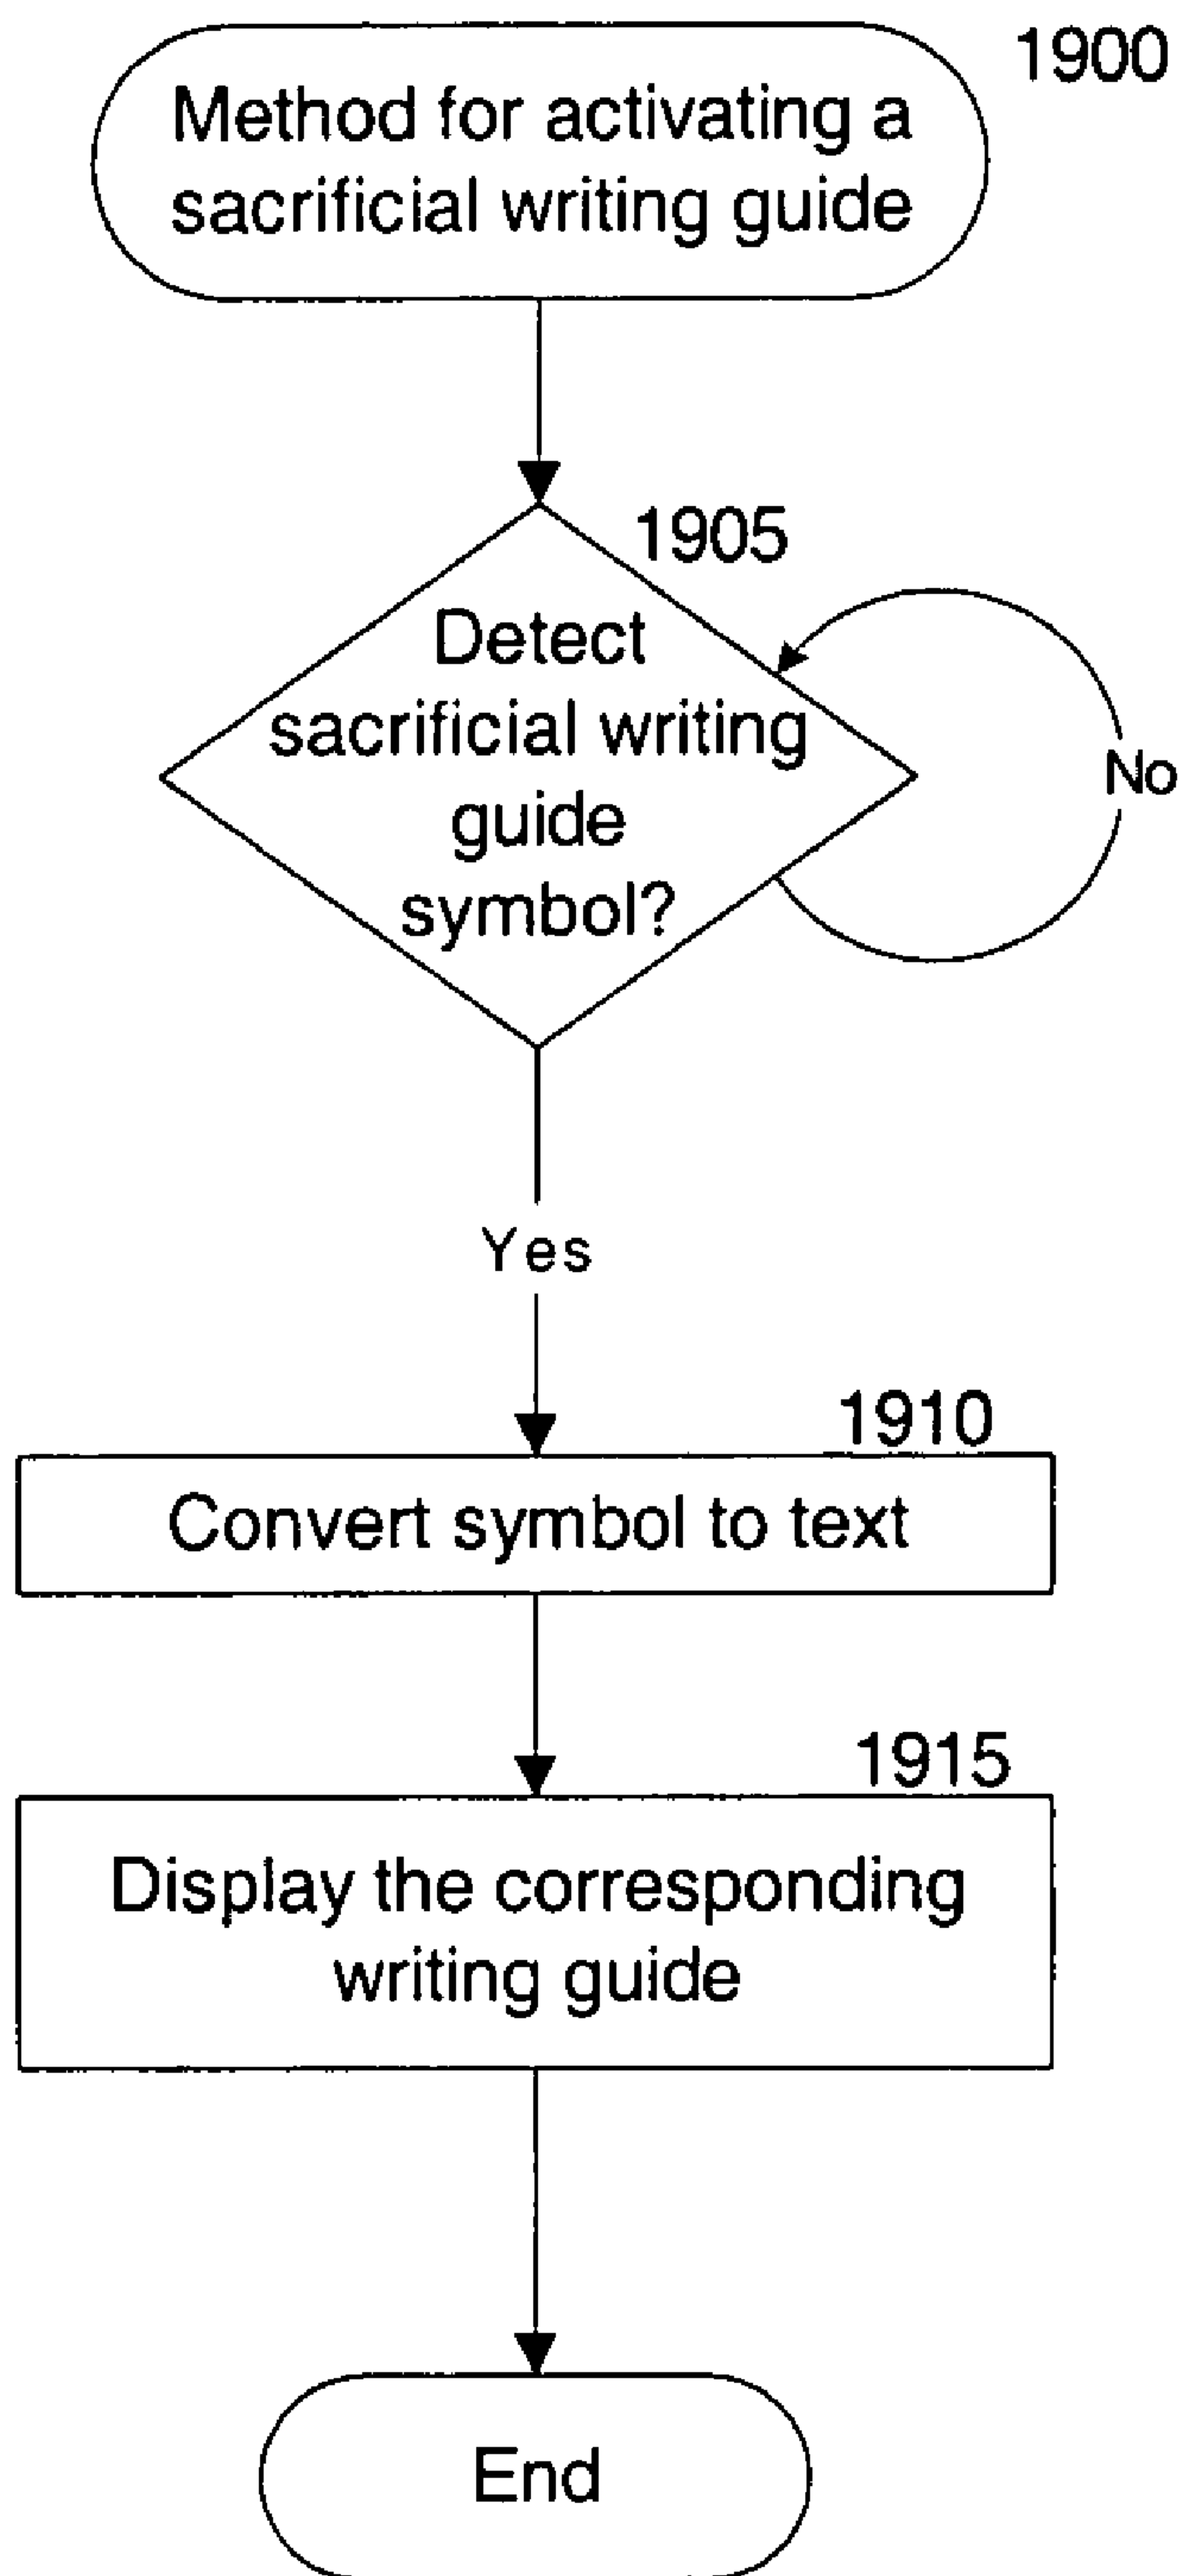 1900
Method for activating a
sacrificial writing guide
1905
Detect
sacrificial writing
guide
symbol?
No
Yes
1910
Convert symbol to text
1915
Display the corresponding
writing guide
End